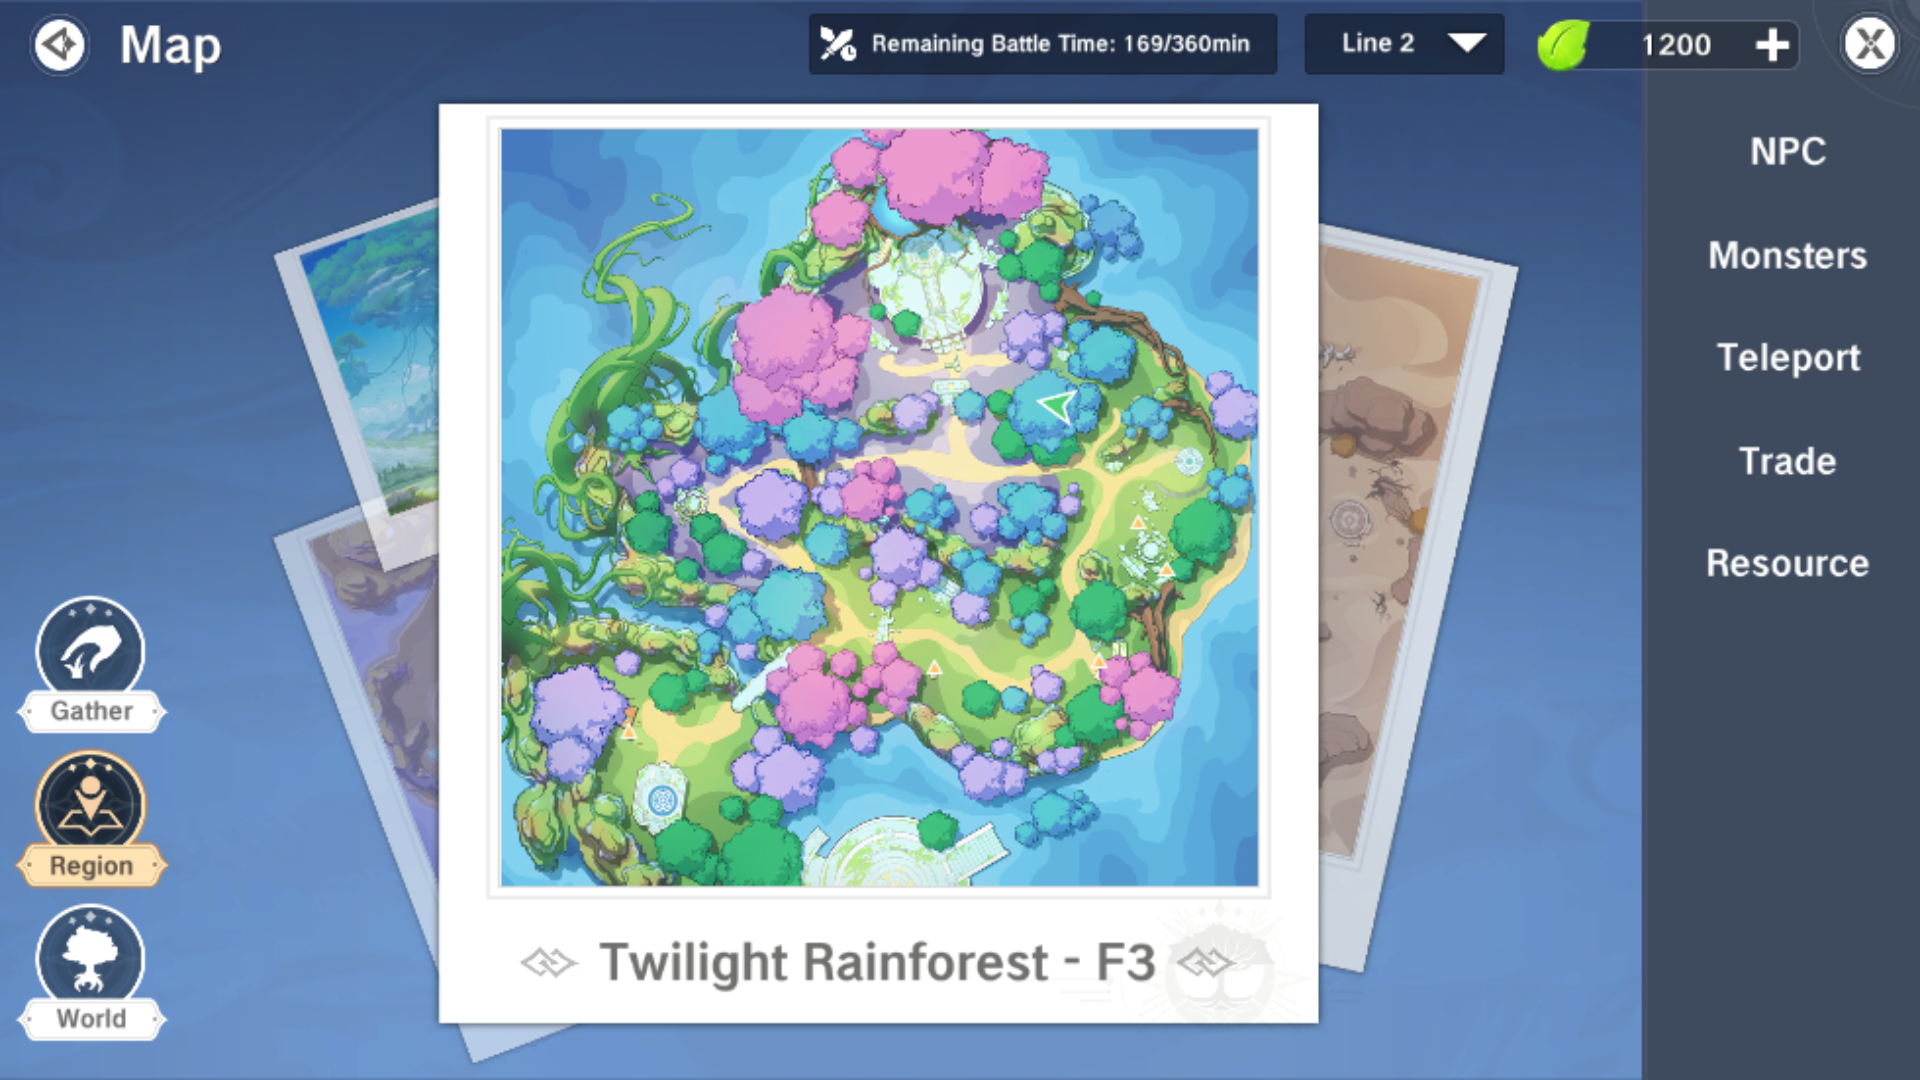 Map
Remaining Battle Time: 169/360min
Line 2
1200
NPC
Monsters
Teleport
Trade
Resource
Gather
Region
World
Twilight Rainforest - F3